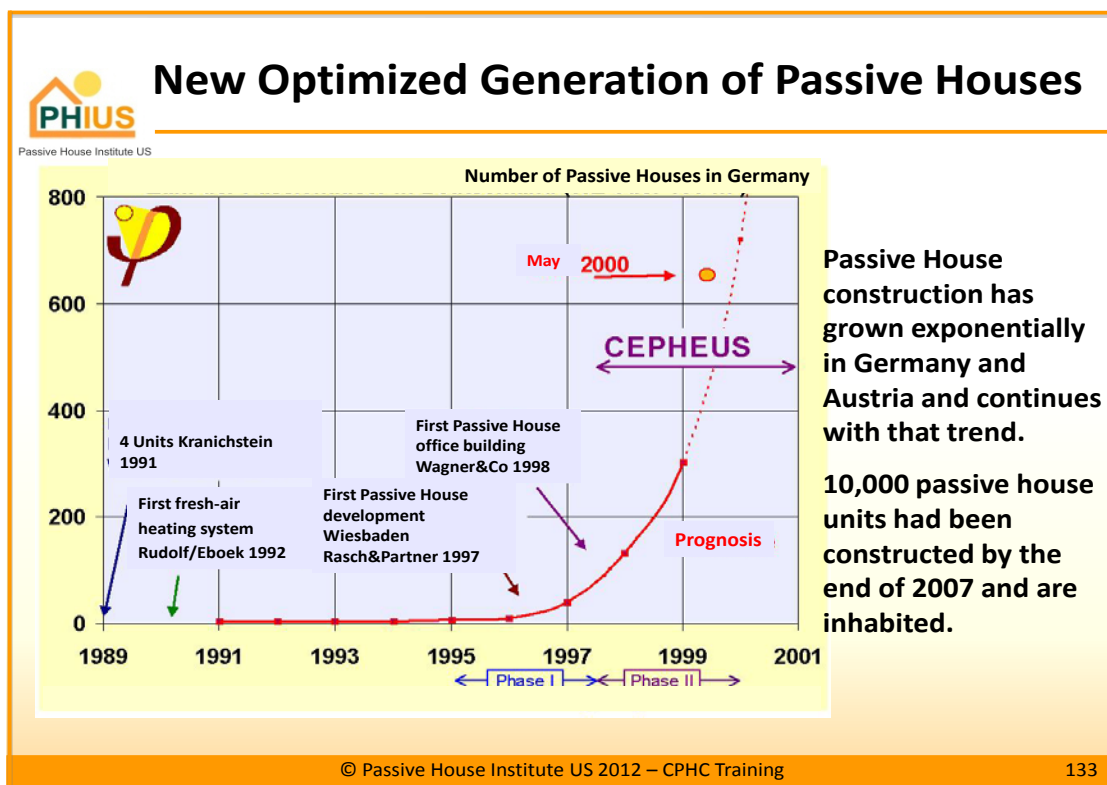 New Optimized Generation of Passive Houses
PHIUS
Passive House Institute US
Number of Passive Houses in Germany
800
600
400
200
0
May 2000
CEPHEUS
4 Units Kranichstein
1991
First fresh-air
heating system
Rudolf/Eboek 1992
First Passive House
development
Wiesbaden
Rasch&Partner 1997
First Passive House
office building
Wagner&Co 1998
Prognosis
1989 1991 1993 1995 1997 1999 2001
Phase I Phase II
Passive House
construction has
grown exponentially
in Germany and
Austria and continues
with that trend.
10,000 passive house
units had been
constructed by the
end of 2007 and are
inhabited.
© Passive House Institute US 2012 – CPHC Training 133